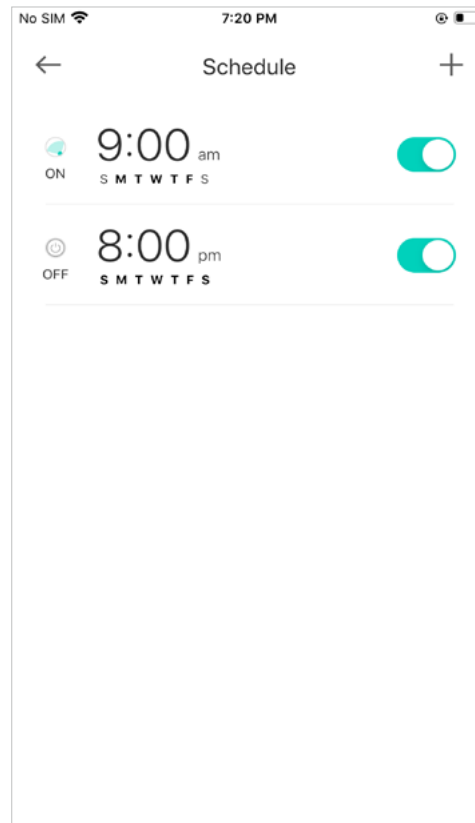 No SIM 7:20 PM
Schedule
9:00 am
ON
S M T W T F S
8:00 pm
OFF
S M T W T F S